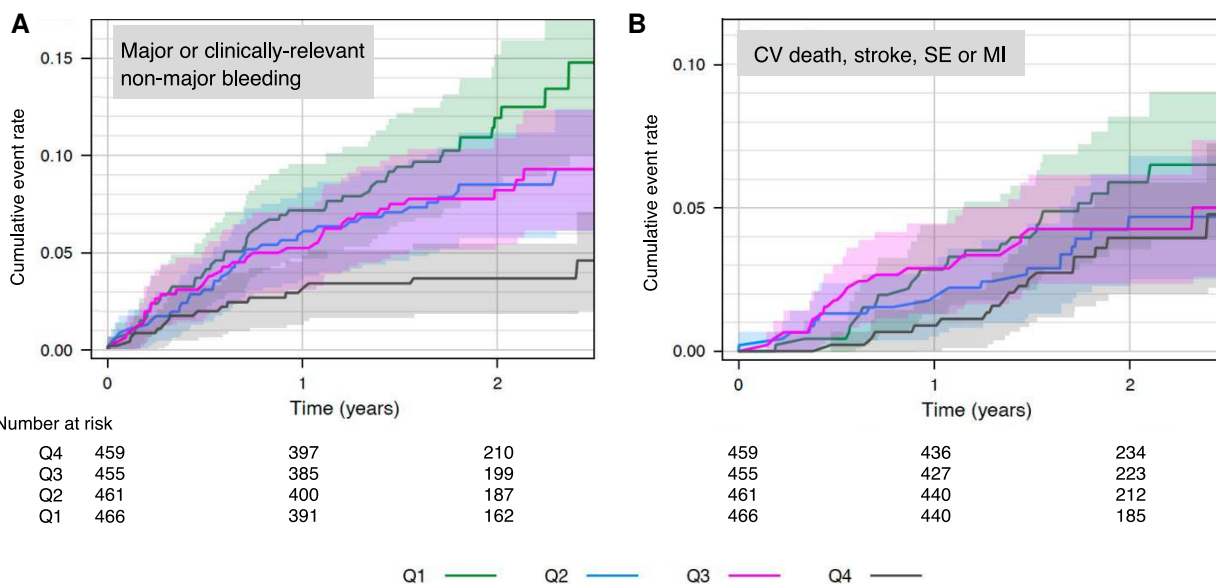 A
B
Major or clinically-relevant
non-major bleeding
CV death, stroke, SE or MI
Cumulative event rate
0.15
0.10
0.05
0.00
0 1 2
Time (years)
Cumulative event rate
0.10
0.05
0.00
0 1 2
Time (years)
Number at risk
Q4 459 397 210 459 436 234
Q3 455 385 199 455 427 223
Q2 461 400 187 461 440 212
Q1 466 391 162 466 440 185
Q1 Q2 Q3 Q4